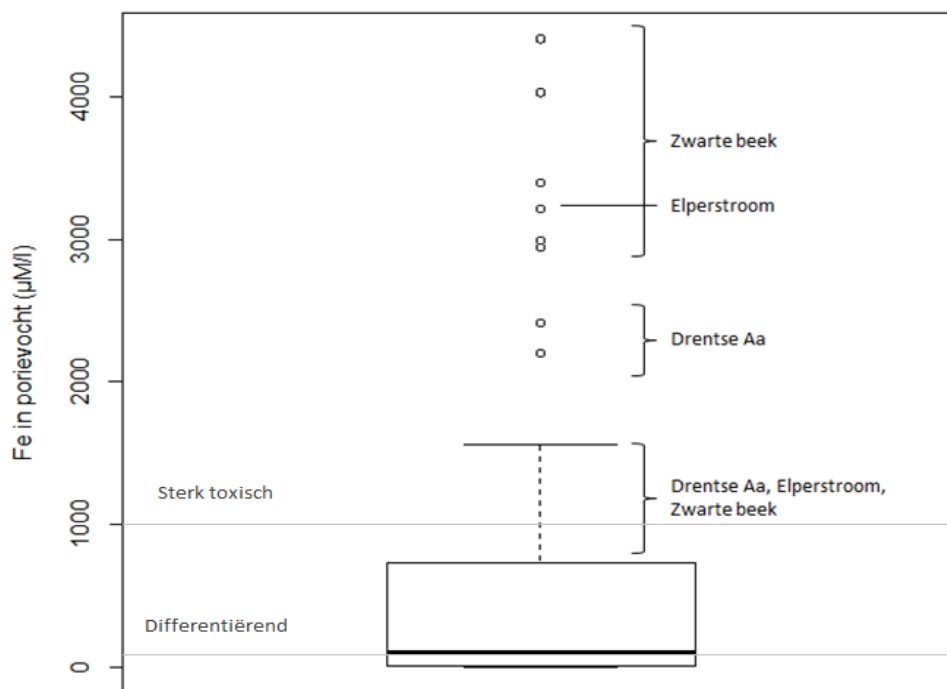 4000
3000
2000
1000
0
Fe in porievocht (µM/l)
Zwarte beek
Elperstroom
Drentse Aa
Drentse Aa, Elperstroom,
Zwarte beek
Sterk toxisch
Differentiërend